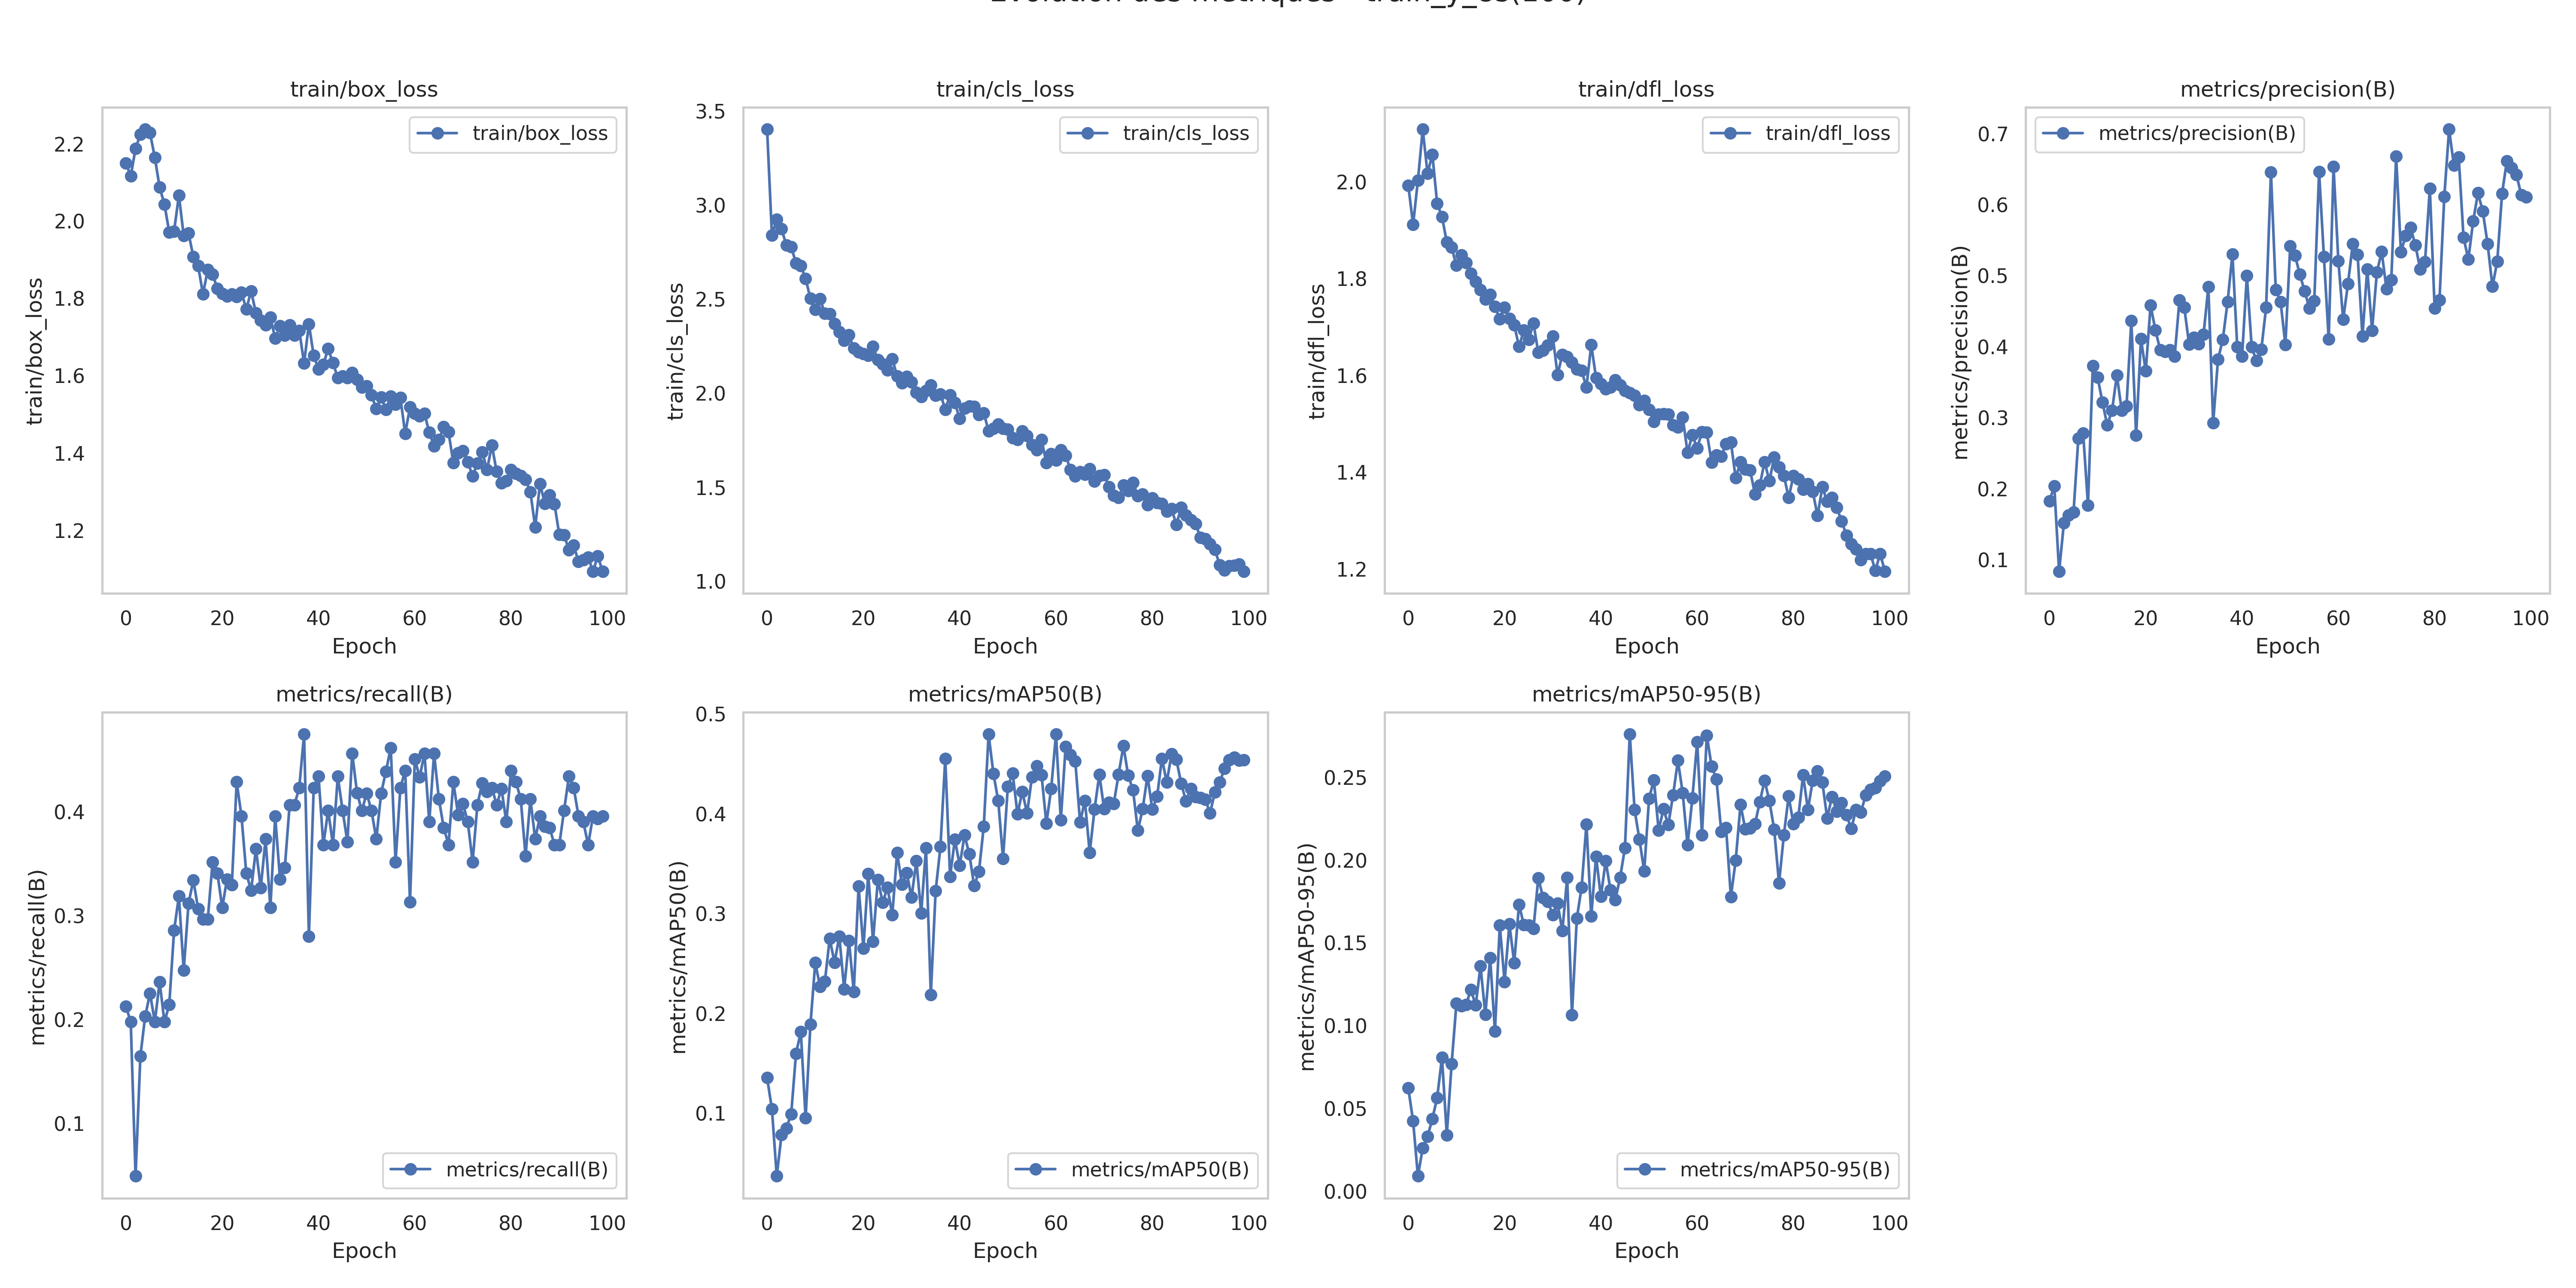 train/box_loss
train/box_loss
2.2
2.0
1.8
1.6
1.4
1.2
train/box_loss
0 20 40 60 80 100
Epoch
train/cls_loss
train/cls_loss
3.5
3.0
2.5
2.0
1.5
1.0
train/cls_loss
0 20 40 60 80 100
Epoch
train/dfl_loss
train/dfl_loss
2.0
1.8
1.6
1.4
1.2
train/dfl_loss
0 20 40 60 80 100
Epoch
metrics/precision(B)
metrics/precision(B)
0.7
0.6
0.5
0.4
0.3
0.2
0.1
metrics/precision(B)
0 20 40 60 80 100
Epoch
metrics/recall(B)
0.4
0.3
0.2
0.1
metrics/recall(B)
metrics/recall(B)
0 20 40 60 80 100
Epoch
metrics/mAP50(B)
0.5
0.4
0.3
0.2
0.1
metrics/mAP50(B)
metrics/mAP50(B)
0 20 40 60 80 100
Epoch
metrics/mAP50-95(B)
0.25
0.20
0.15
0.10
0.05
0.00
metrics/mAP50-95(B)
metrics/mAP50-95(B)
0 20 40 60 80 100
Epoch